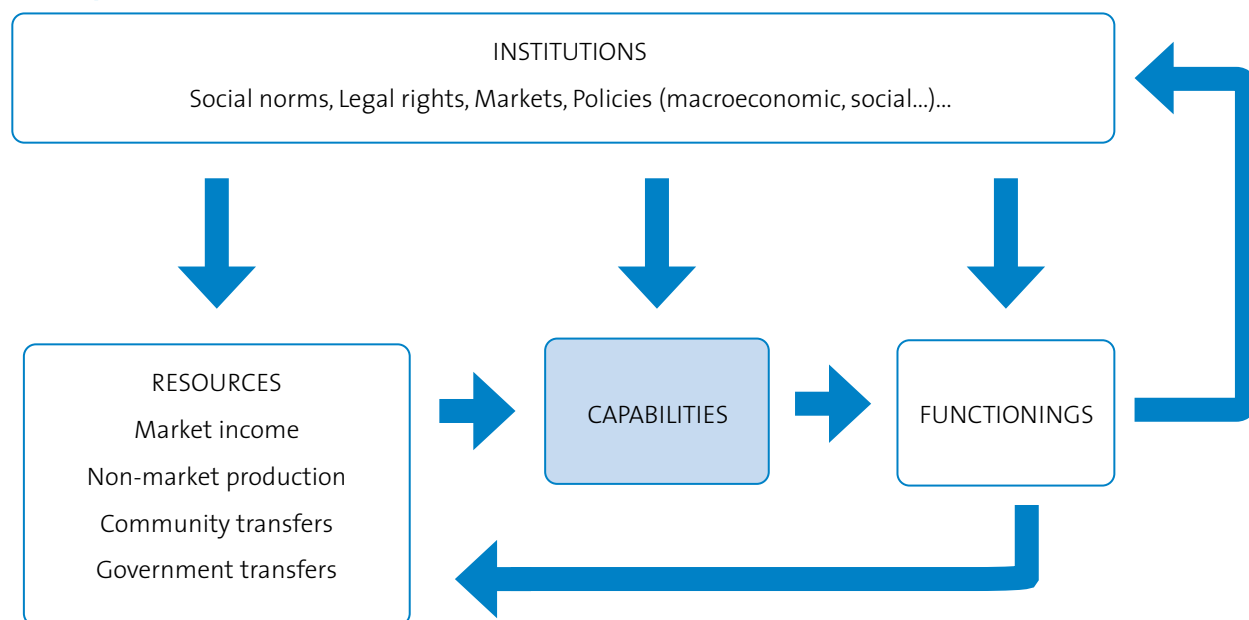 INSTITUTIONS
Social norms, Legal rights, Markets, Policies (macroeconomic, social...)...
RESOURCES
Market income
Non-market production
Community transfers
Government transfers
CAPABILITIES
FUNCTIONINGS